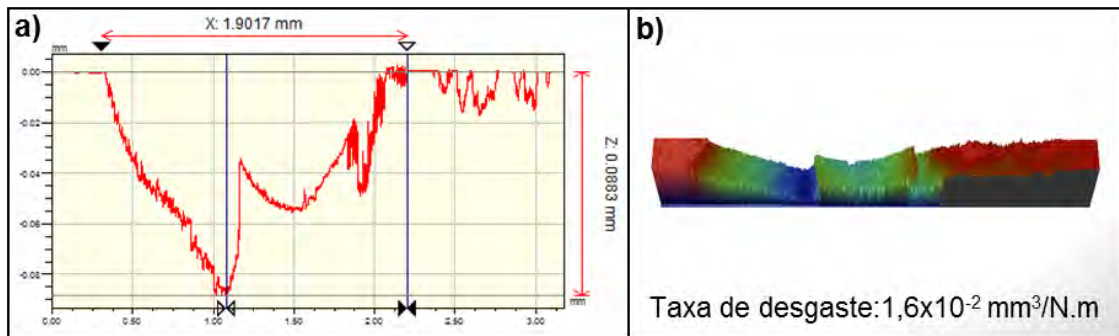 a)
X: 1.9017 mm
mm
0.00
-0.02
-0.04
-0.06
-0.08
0.00
0.50
1.00
1.50
2.00
2.50
3.00
mm
Z: 0.0883 mm
b)
Taxa de desgaste:1,6x10⁻² mm³/N.m